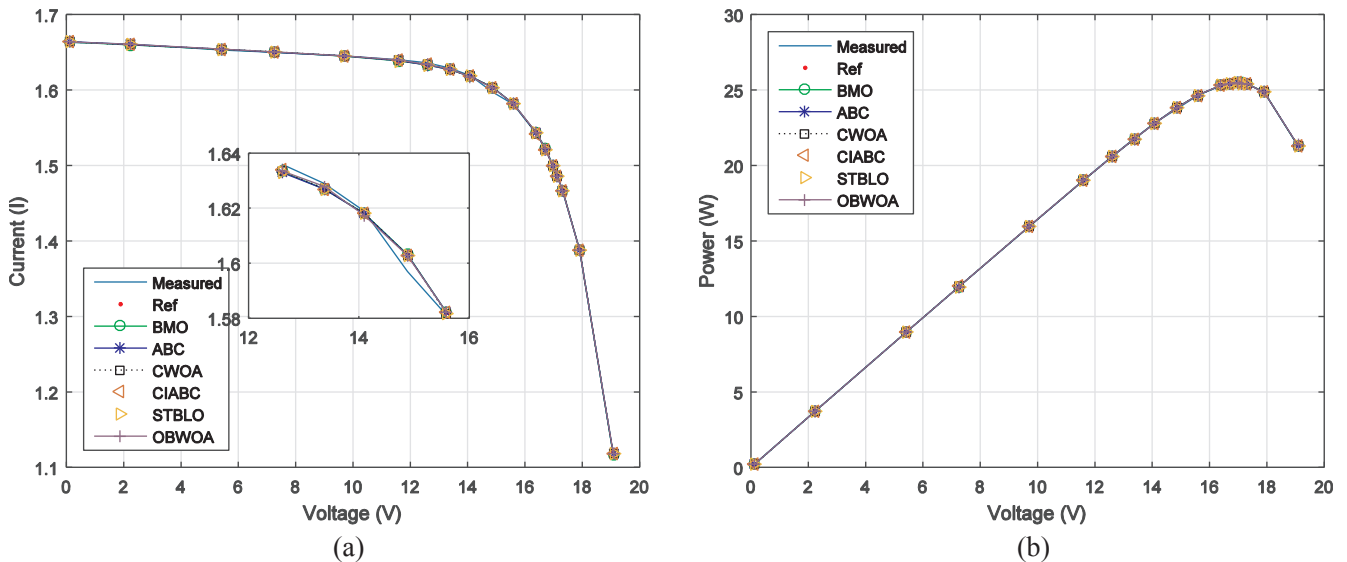 1.7
1.6
1.5
1.4
1.3
1.2
1.1
Current (I)
0
2
4
6
8
10
12
14
16
18
20
Voltage (V)
1.64
1.62
1.6
1.58
12
14
16
Measured
Ref
BMO
ABC
CWOA
CIABC
STBLO
OBWOA
(a)
30
25
20
15
10
5
0
Power (W)
0
2
4
6
8
10
12
14
16
18
20
Voltage (V)
Measured
Ref
BMO
ABC
CWOA
CIABC
STBLO
OBWOA
(b)